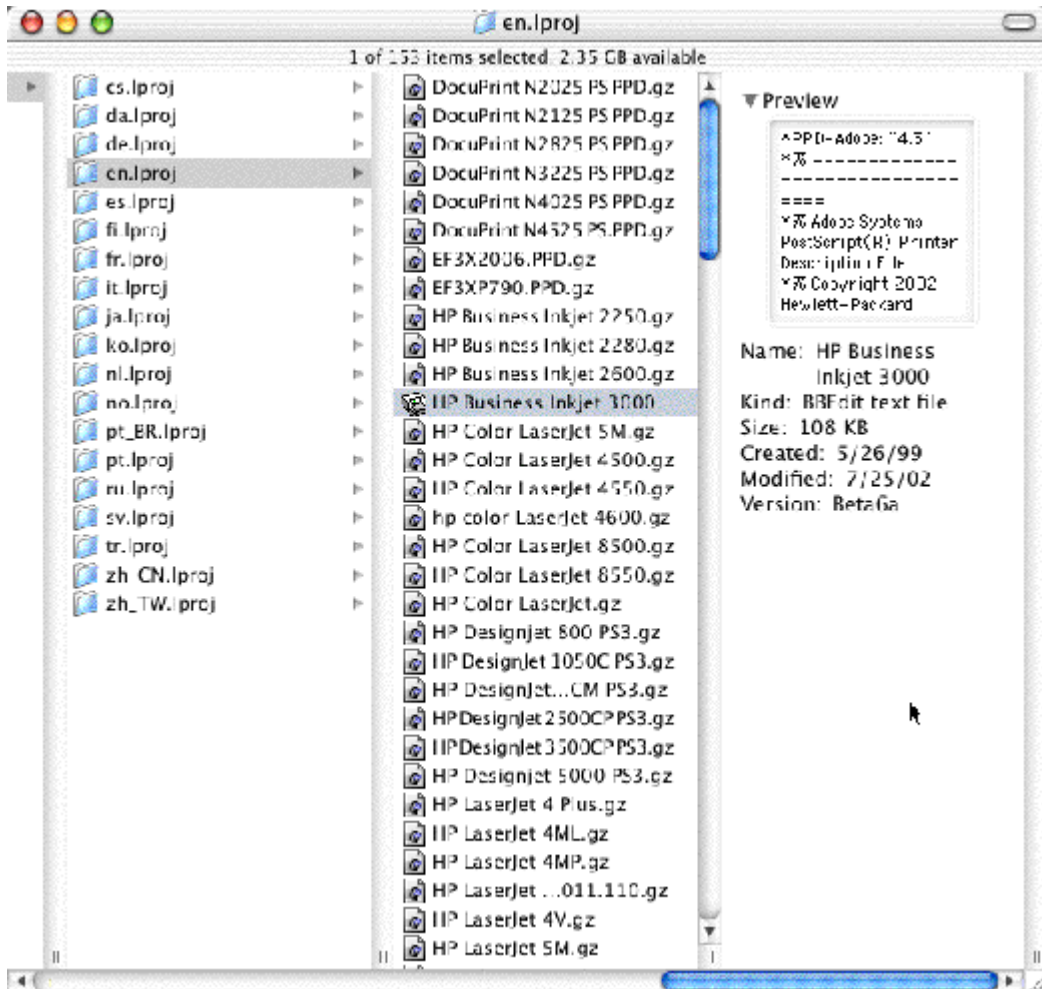 en.lproj
1 of 153 items selected, 2.35 GB available
cs.lproj
da.lproj
de.lproj
en.lproj
es.lproj
fi.lproj
fr.lproj
it.lproj
ja.lproj
ko.lproj
nl.lproj
no.lproj
pt_BR.lproj
pt.lproj
ru.lproj
sv.lproj
tr.lproj
zh_CN.lproj
zh_TW.lproj
DocuPrint N2025 PS.PPD.gz
DocuPrint N2125 PS.PPD.gz
DocuPrint N2825 PS.PPD.gz
DocuPrint N3225 PS.PPD.gz
DocuPrint N4025 PS.PPD.gz
DocuPrint N4525 PS.PPD.gz
EF3X2006.PPD.gz
EF3XP790.PPD.gz
HP Business Inkjet 2250.gz
HP Business Inkjet 2280.gz
HP Business Inkjet 2600.gz
HP Business Inkjet 3000
HP Color LaserJet 5M.gz
HP Color LaserJet 4500.gz
HP Color LaserJet 4550.gz
hp color LaserJet 4600.gz
HP Color LaserJet 8500.gz
HP Color LaserJet 8550.gz
HP Color LaserJet.gz
HP Designjet 800 PS3.gz
HP DesignJet 1050C PS3.gz
HP DesignJet...CM PS3.gz
HP DesignJet 2500CP PS3.gz
HP DesignJet 3500CP PS3.gz
HP Designjet 5000 PS3.gz
HP LaserJet 4 Plus.gz
HP LaserJet 4ML.gz
HP LaserJet 4MP.gz
HP LaserJet ...011.110.gz
HP LaserJet 4V.gz
HP LaserJet 5M.gz
Preview
*PPD-Adobe: "4.3"
*% -------------
---------------
====
*% Adobe Systems
PostScript(R) Printer
Description File
*% Copyright 2002
Hewlett-Packard
Name: HP Business
Inkjet 3000
Kind: BBEdit text file
Size: 108 KB
Created: 5/26/99
Modified: 7/25/02
Version: BetaGa